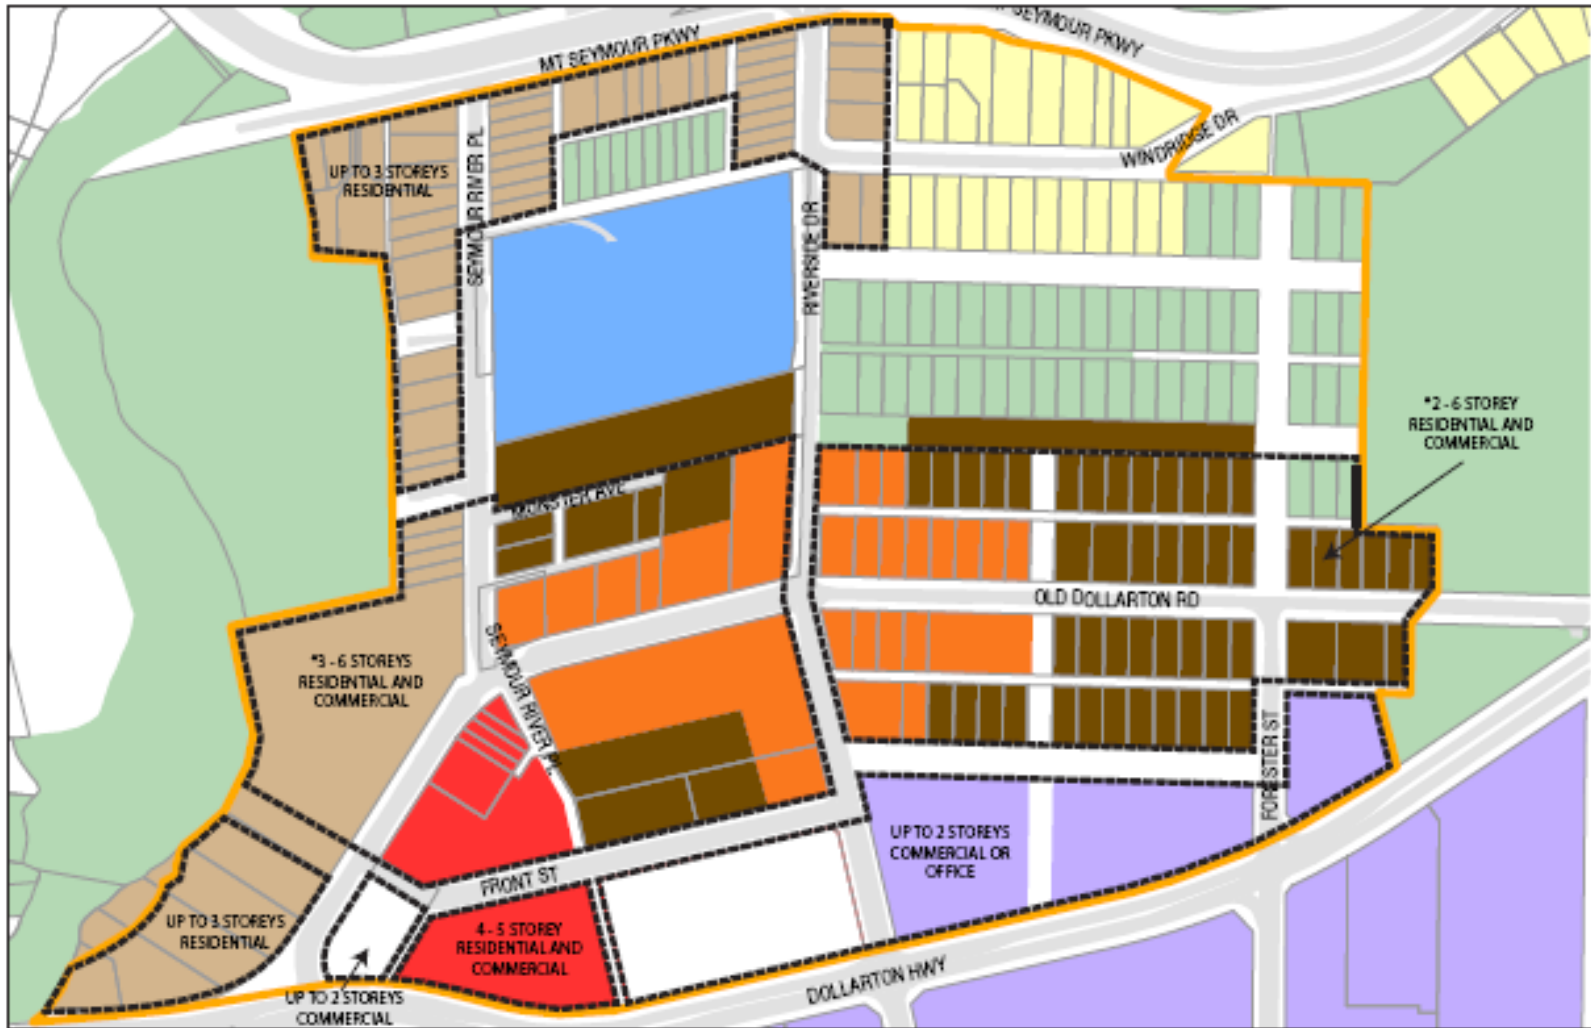 MT SEYMOUR PKWY
SEYMOUR PKWY
WINDRIDGE DR
UP TO 3 STOREYS
RESIDENTIAL
SEYMOUR RIVER PL
RIVERSIDE DR
*2 - 6 STOREY
RESIDENTIAL AND
COMMERCIAL
AVE
OLD DOLLARTON RD
*3 - 6 STOREYS
RESIDENTIAL AND
COMMERCIAL
SEYMOUR RIVER PL
FORESTER ST
UP TO 2 STOREYS
COMMERCIAL OR
OFFICE
FRONT ST
UP TO 3 STOREYS
RESIDENTIAL
4 - 5 STOREY
RESIDENTIAL AND
COMMERCIAL
DOLLARTON HWY
UP TO 2 STOREYS
COMMERCIAL